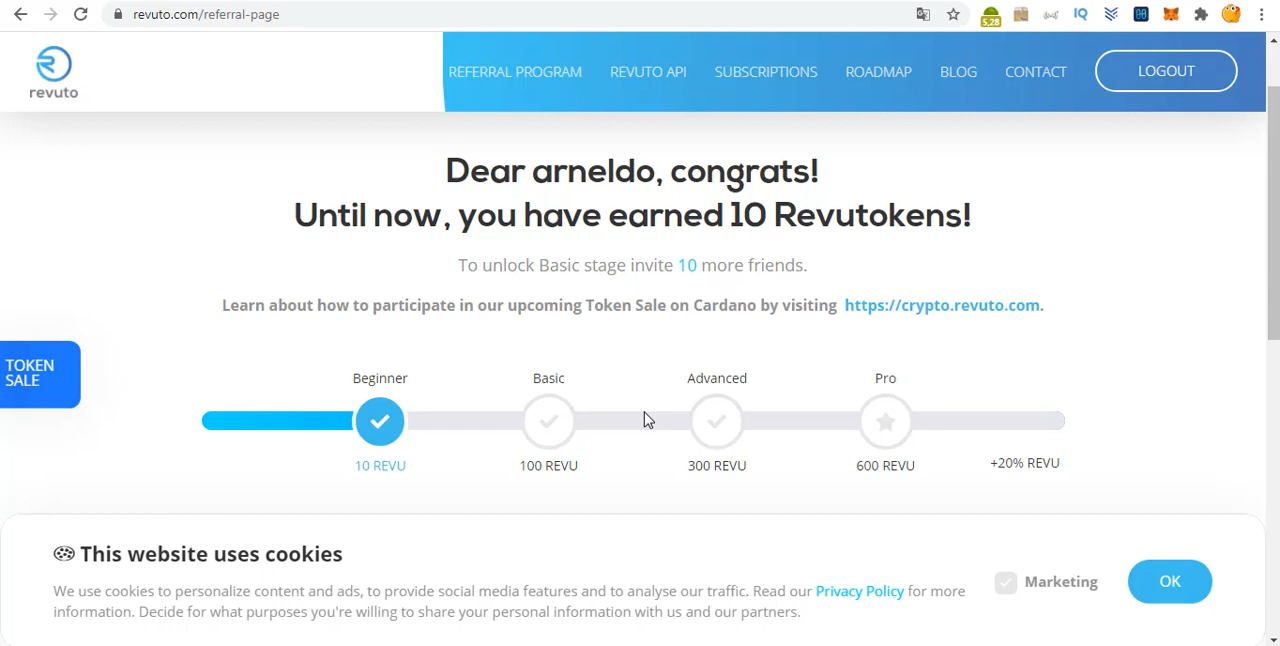 revuto.com/referral-page
5,28
IQ
revuto
REFERRAL PROGRAM
REVUTO API
SUBSCRIPTIONS
ROADMAP
BLOG
CONTACT
LOGOUT
Dear arneldo, congrats!
Until now, you have earned 10 Revutokens!
To unlock Basic stage invite 10 more friends.
Learn about how to participate in our upcoming Token Sale on Cardano by visiting https://crypto.revuto.com.
TOKEN
SALE
Beginner
Basic
Advanced
Pro
10 REVU
100 REVU
300 REVU
600 REVU
+20% REVU
This website uses cookies
We use cookies to personalize content and ads, to provide social media features and to analyse our traffic. Read our Privacy Policy for more
information. Decide for what purposes you're willing to share your personal information with us and our partners.
Marketing
OK